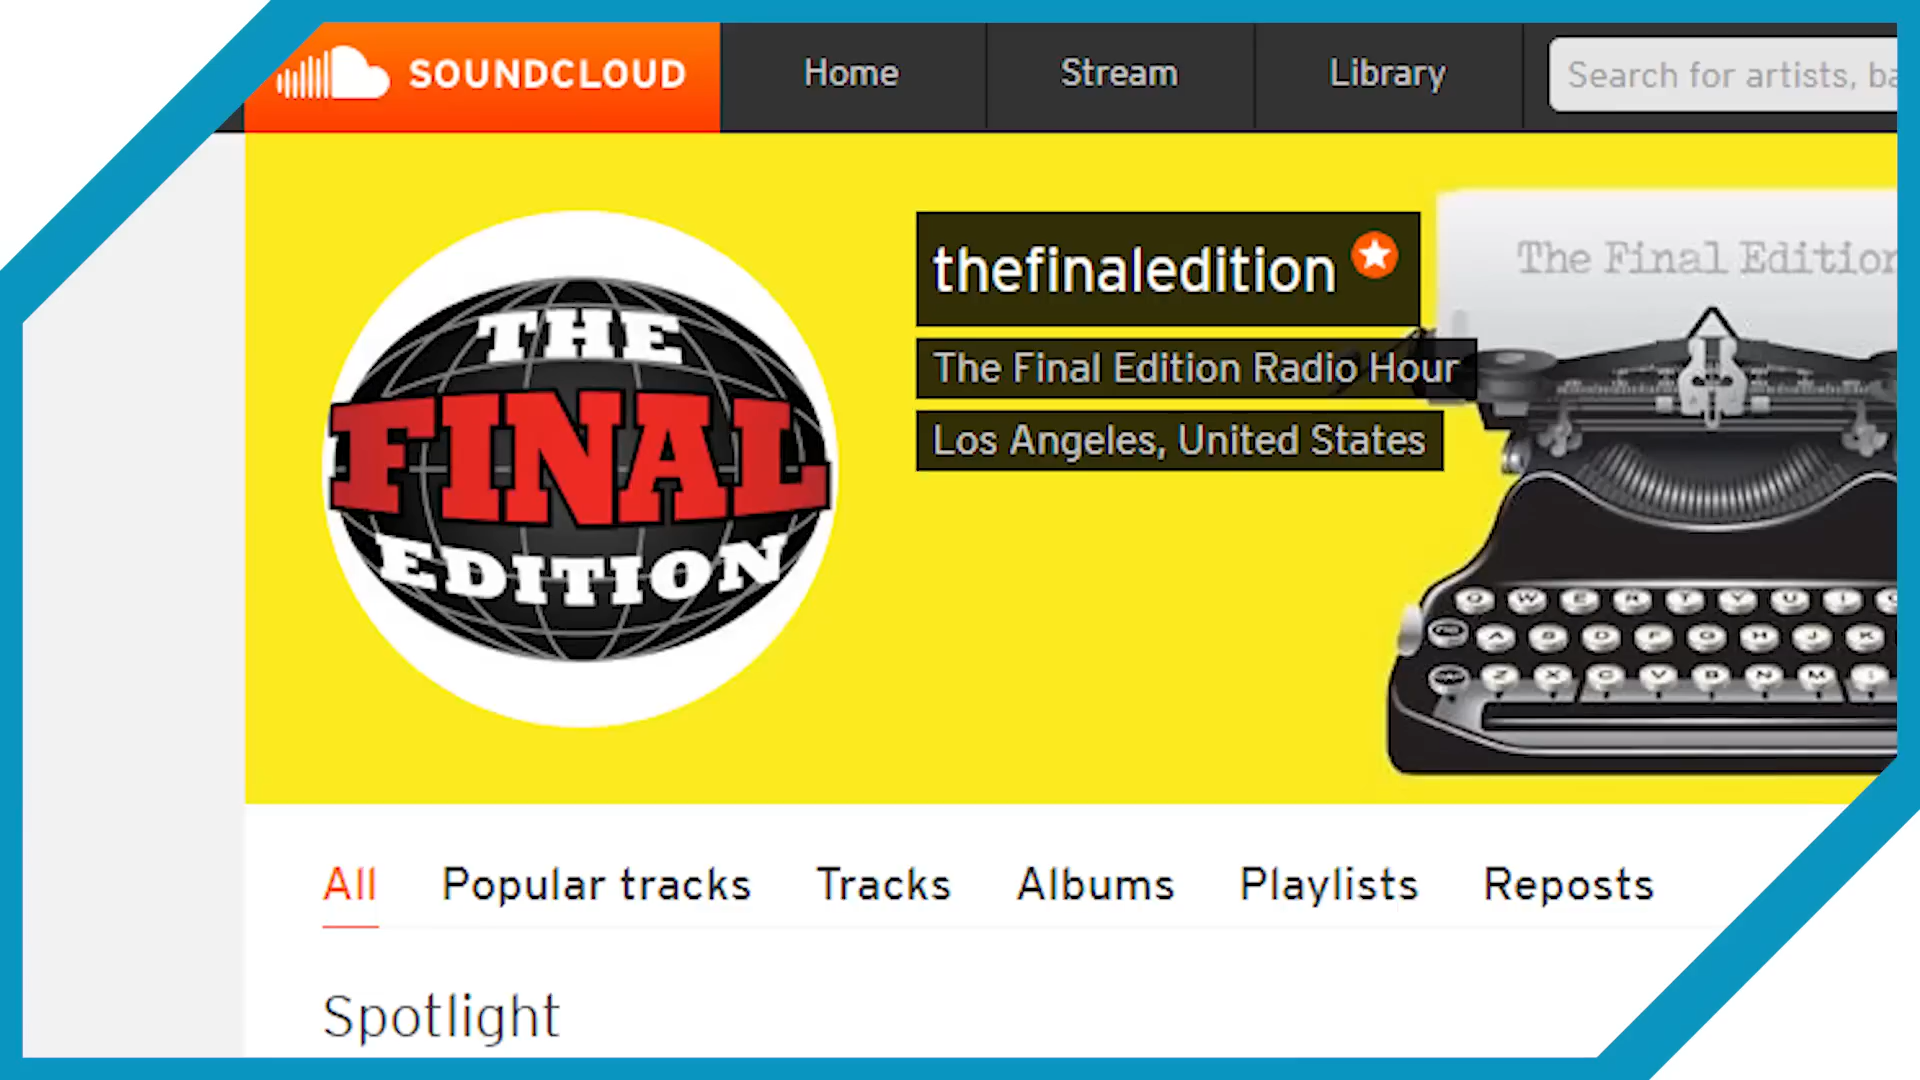 SOUNDCLOUD
Home
Stream
Library
Search for artists,
thefinaledition
The Final Edition Radio Hour
Los Angeles, United States
THE
FINAL
EDITION
The Final Edition
Q W E R T Y U I
A S D F G H J K
Z X C V B N M
All
Popular tracks
Tracks
Albums
Playlists
Reposts
Spotlight